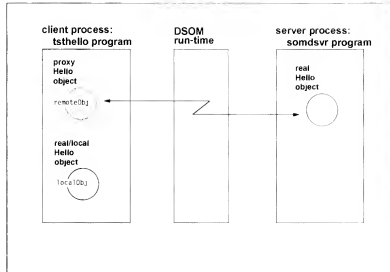 client process:
tsthello program
DSOM
run-time
server process:
somdsvr program
proxy
Hello
object
remoteObj
real
Hello
object
real/local
Hello
object
localObj